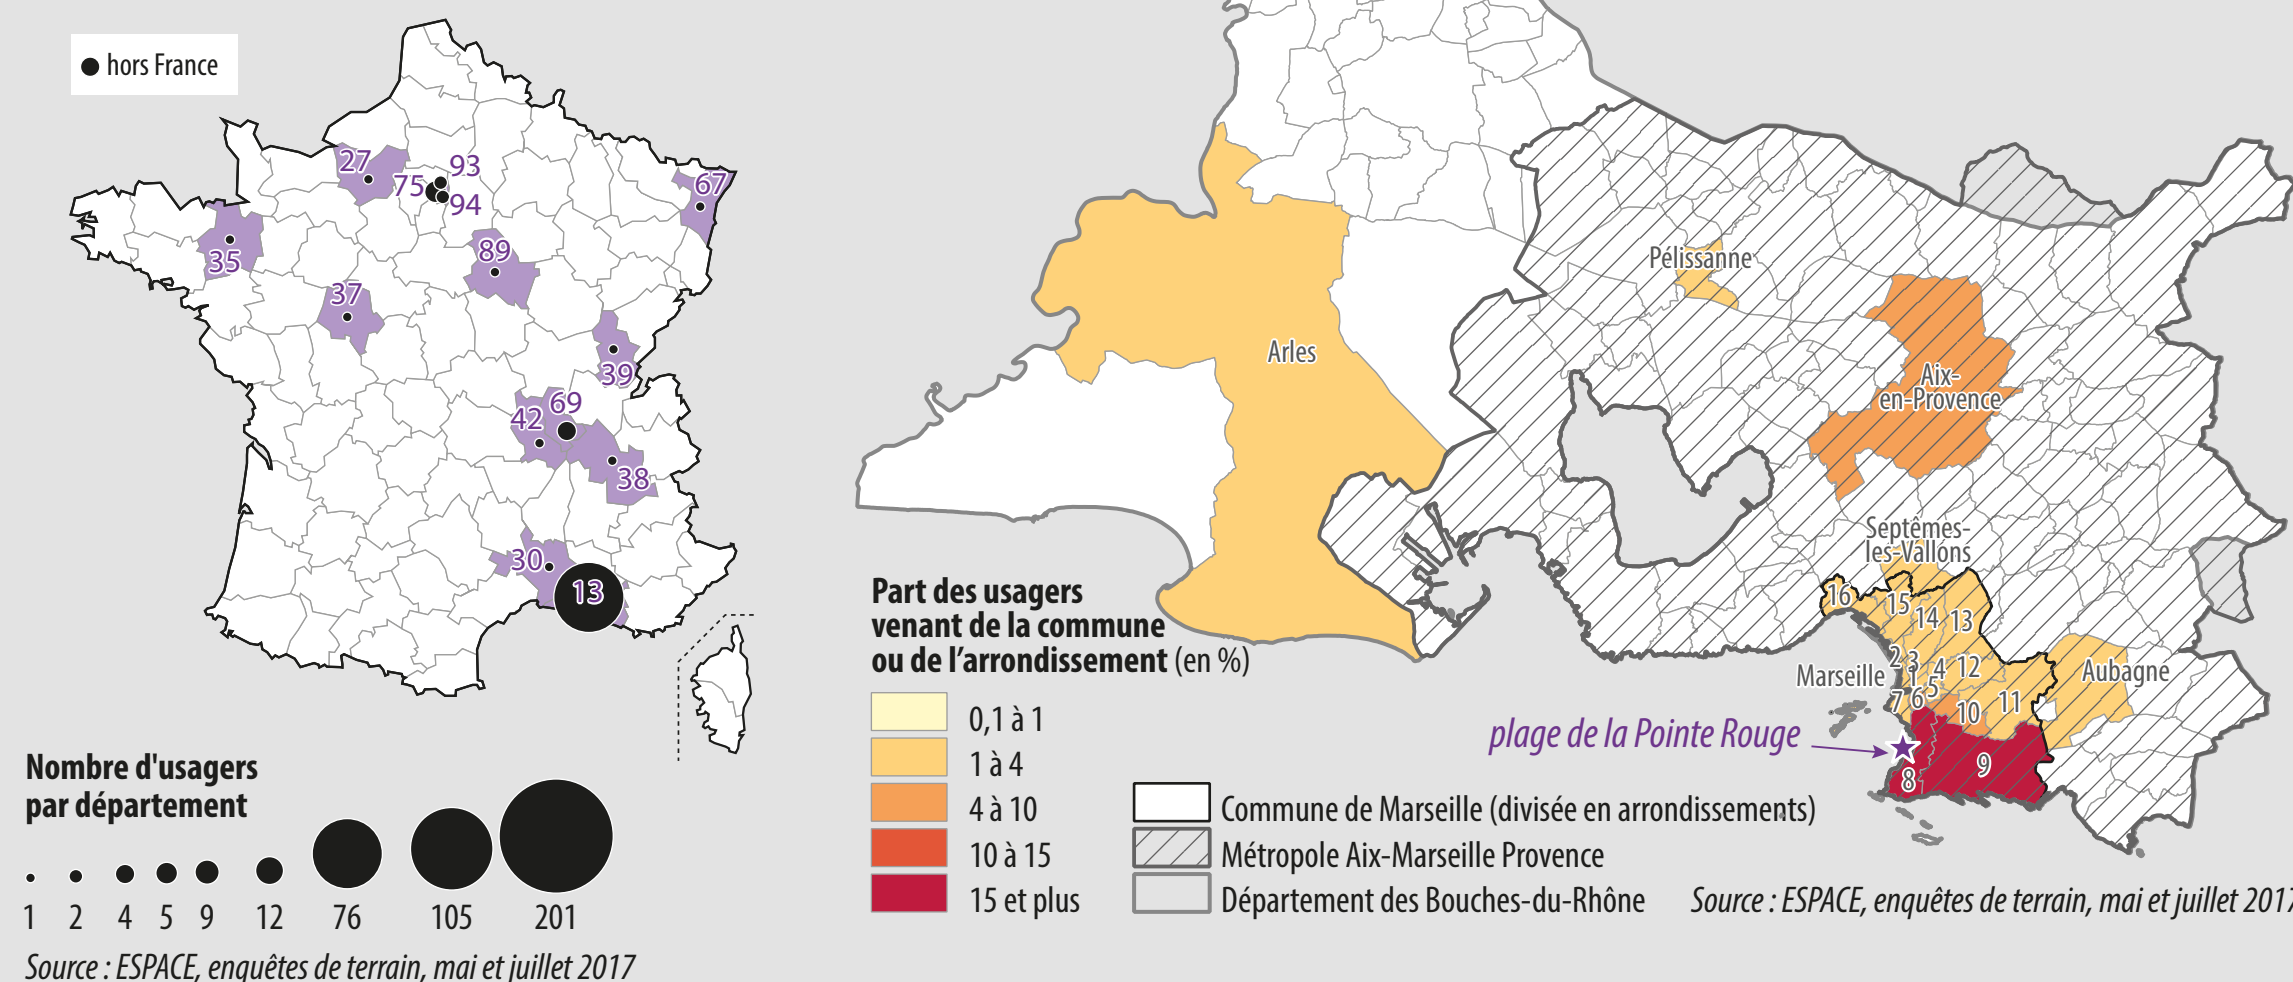 hors France
27
93
75
94
67
35
89
37
39
42
69
38
30
13
Nombre d'usagers
par département
1 2 4 5 9 12 76 105 201
Source : ESPACE, enquêtes de terrain, mai et juillet 2017
Pélissanne
Arles
Aix-
en-Provence
Septèmes-
les-Vallons
16
15
14
13
2
3
4
12
Marseille
1
5
Aubagne
7
6
10
11
plage de la Pointe Rouge
9
8
Part des usagers
venant de la commune
ou de l'arrondissement (en %)
0,1 à 1
1 à 4
4 à 10
10 à 15
15 et plus
Commune de Marseille (divisée en arrondissements)
Métropole Aix-Marseille Provence
Département des Bouches-du-Rhône
Source : ESPACE, enquêtes de terrain, mai et juillet 2017